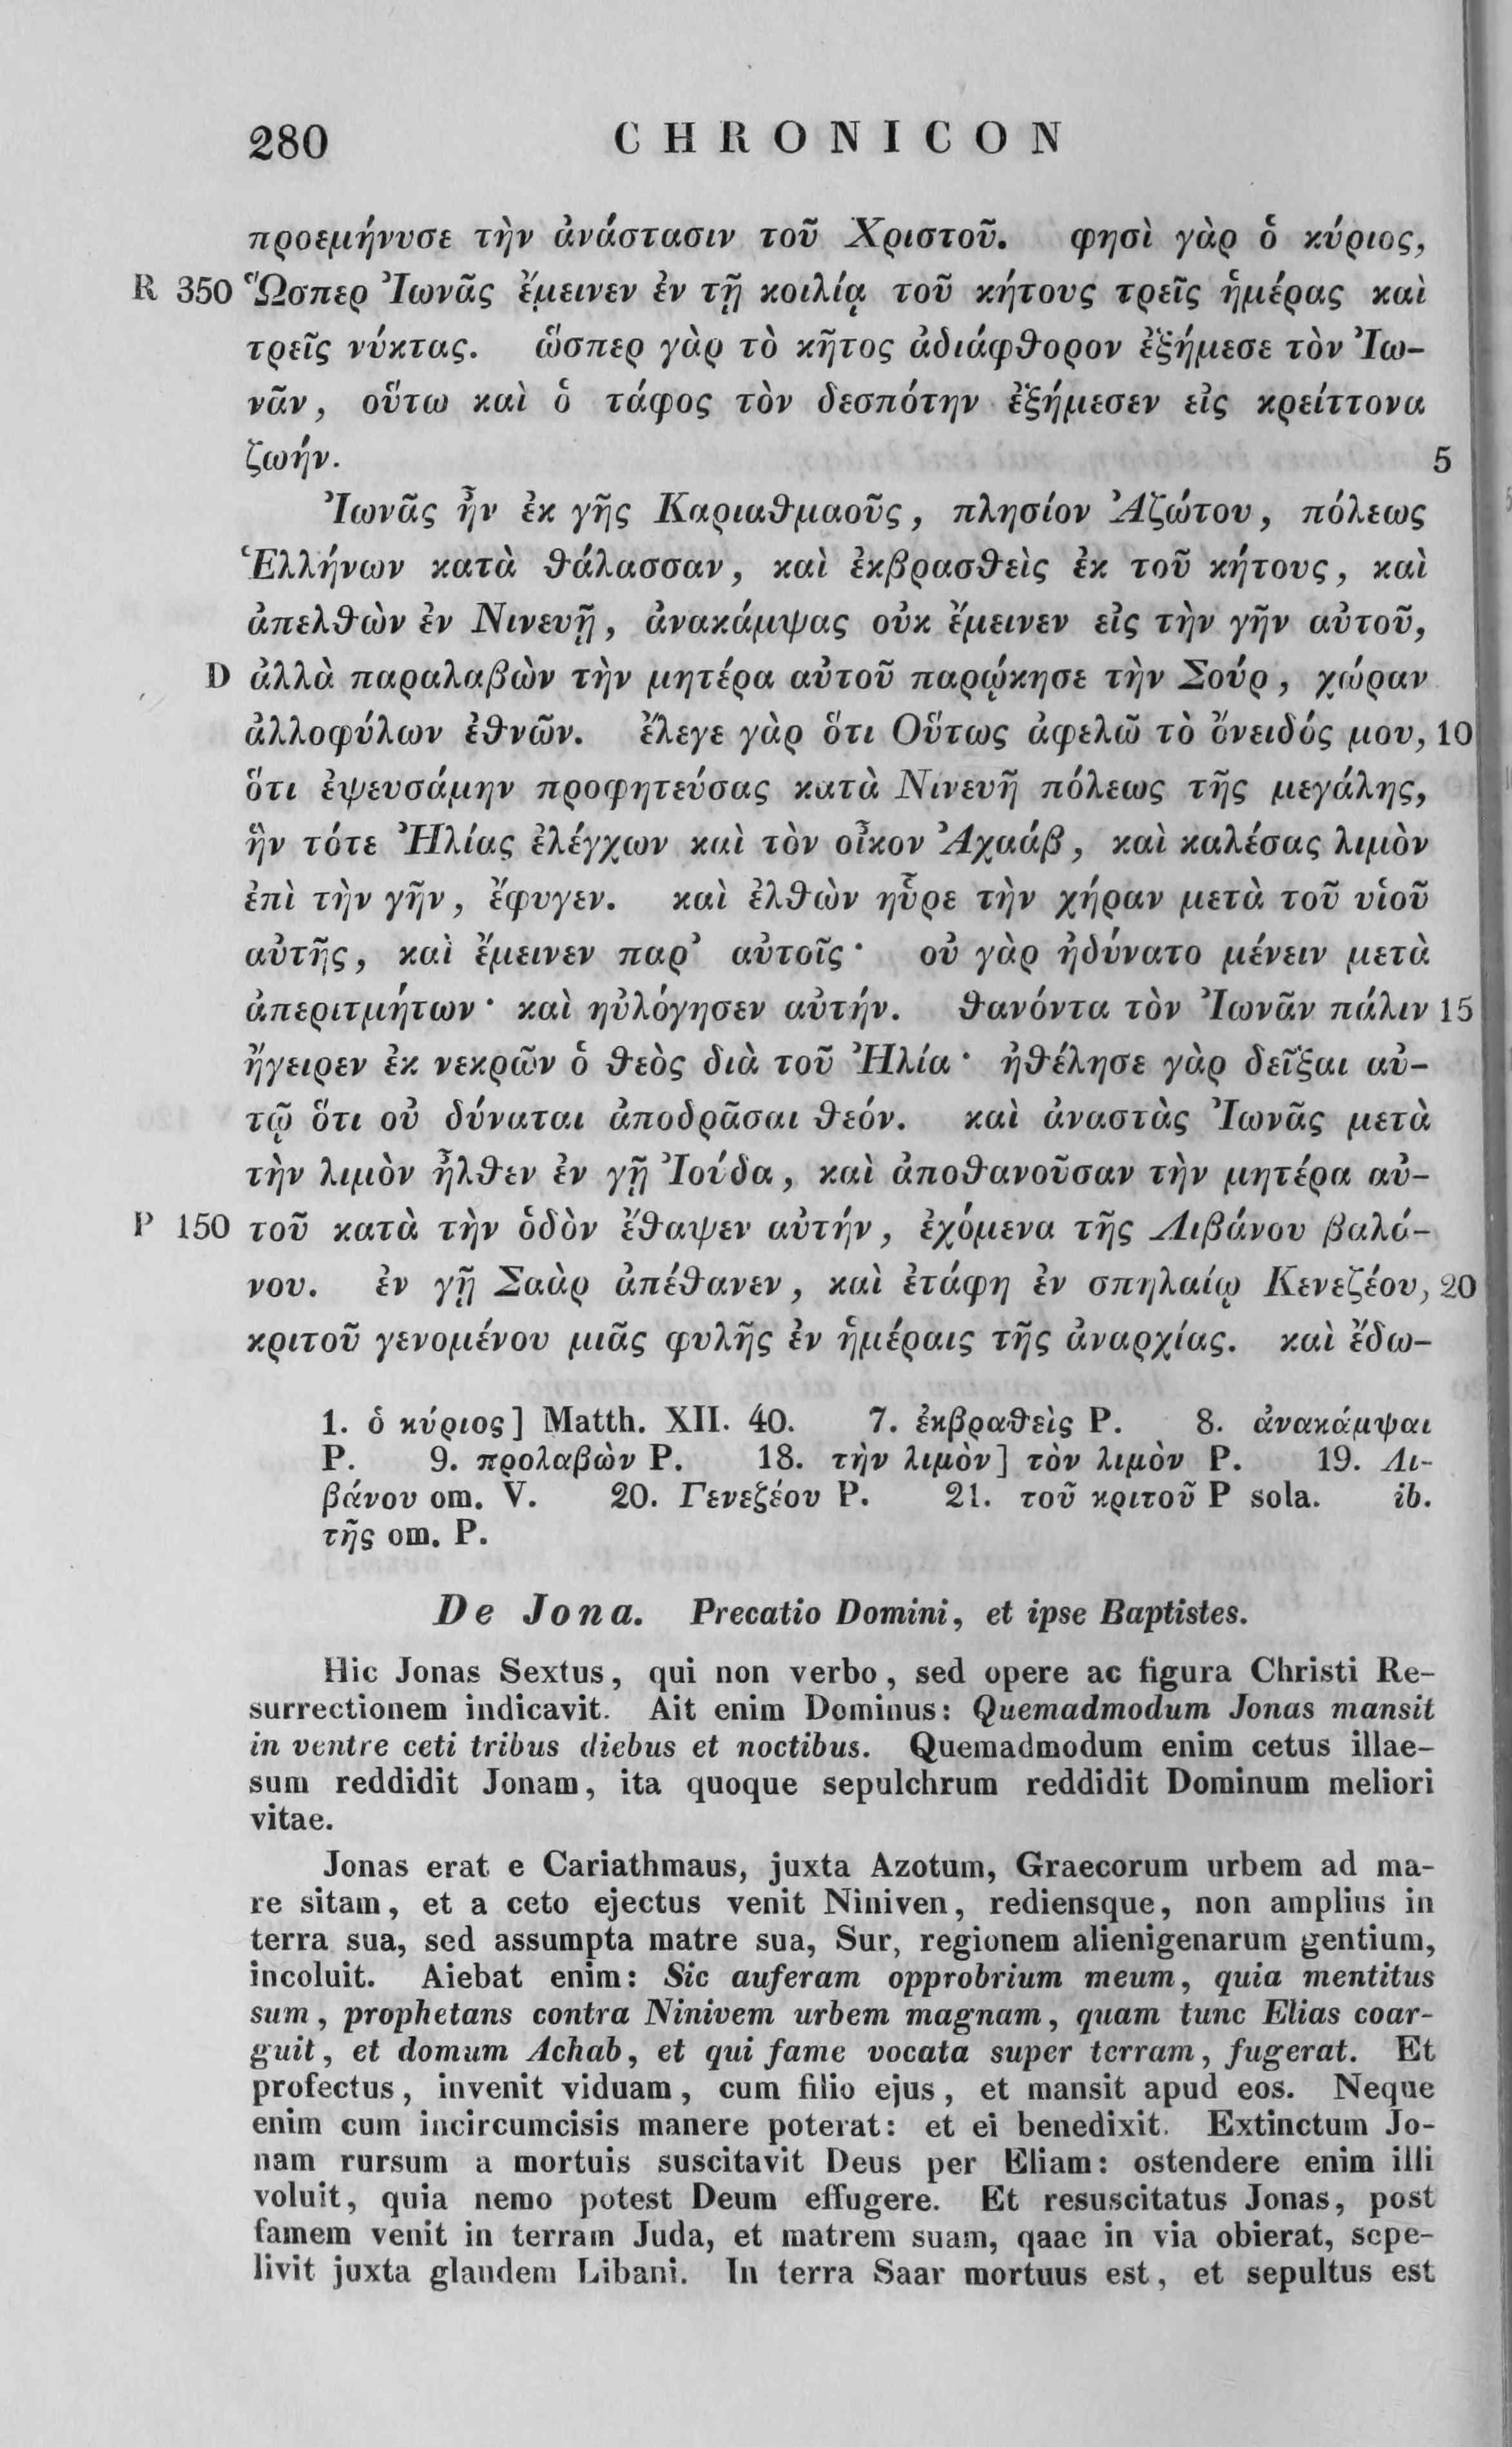 280 CHRONICON
προεμήνυσε τὴν ἀνάστασιν τοῦ Χριστοῦ. φησὶ γὰρ ὁ κύριος,
R 350 Ὥσπερ Ἰωνᾶς ἔμεινεν ἐν τῇ κοιλίᾳ τοῦ κήτους τρεῖς ἡμέρας καὶ
τρεῖς νύκτας. ὥσπερ γὰρ τὸ κῆτος ἀδιάφθορον ἐξήμεσε τὸν Ἰω-
νᾶν, οὕτω καὶ ὁ τάφος τὸν δεσπότην ἐξήμεσεν εἰς κρείττονα
ζωήν. 5
Ἰωνᾶς ἦν ἐκ γῆς Καριαθμαοῦς, πλησίον Ἀζώτου, πόλεως
Ἑλλήνων κατὰ θάλασσαν, καὶ ἐκβρασθεὶς ἐκ τοῦ κήτους, καὶ
ἀπελθὼν ἐν Νινευῇ, ἀνακάμψας οὐκ ἔμεινεν εἰς τὴν γῆν αὐτοῦ,
D ἀλλὰ παραλαβὼν τὴν μητέρα αὐτοῦ παρῴκησε τὴν Σούρ, χώραν
ἀλλοφύλων ἐθνῶν. ἔλεγε γὰρ ὅτι Οὕτως ἀφελῶ τὸ ὄνειδός μου, 10
ὅτι ἐψευσάμην προφητεύσας κατὰ Νινευῆ πόλεως τῆς μεγάλης,
ἣν τότε Ἠλίας ἐλέγχων καὶ τὸν οἶκον Ἀχαάβ, καὶ καλέσας λιμὸν
ἐπὶ τὴν γῆν, ἔφυγεν. καὶ ἐλθὼν ηὗρε τὴν χήραν μετὰ τοῦ υἱοῦ
αὐτῆς, καὶ ἔμεινεν παρ᾽ αὐτοῖς· οὐ γὰρ ἠδύνατο μένειν μετὰ
ἀπεριτμήτων· καὶ ηὐλόγησεν αὐτήν. θανόντα τὸν Ἰωνᾶν πάλιν 15
ἤγειρεν ἐκ νεκρῶν ὁ θεὸς διὰ τοῦ Ἠλία· ἠθέλησε γὰρ δεῖξαι αὐ-
τῷ ὅτι οὐ δύναται ἀποδρᾶσαι θεόν. καὶ ἀναστὰς Ἰωνᾶς μετὰ
τὴν λιμὸν ἦλθεν ἐν γῇ Ἰούδα, καὶ ἀποθανοῦσαν τὴν μητέρα αὐ-
P 150 τοῦ κατὰ τὴν ὁδὸν ἔθαψεν αὐτήν, ἐχόμενα τῆς Λιβάνου βαλά-
νου. ἐν γῇ Σαὰρ ἀπέθανεν, καὶ ἐτάφη ἐν σπηλαίῳ Κενεζέου, 20
κριτοῦ γενομένου μιᾶς φυλῆς ἐν ἡμέραις τῆς ἀναρχίας. καὶ ἔδω-
1. ὁ κύριος] Matth. XII. 40. 7. ἐκβραθεὶς P. 8. ἀνακάμψαι
P. 9. προλαβὼν P. 18. τὴν λιμὸν] τὸν λιμὸν P. 19. Λι-
βάνου om. V. 20. Γενεζέου P. 21. τοῦ κριτοῦ P sola. ib.
τῆς om. P.
De Jona. Precatio Domini, et ipse Baptistes.
Hic Jonas Sextus, qui non verbo, sed opere ac figura Christi Re-
surrectionem indicavit. Ait enim Dominus: Quemadmodum Jonas mansit
in ventre ceti tribus diebus et noctibus. Quemadmodum enim cetus illae-
sum reddidit Jonam, ita quoque sepulchrum reddidit Dominum meliori
vitae.
Jonas erat e Cariathmaus, juxta Azotum, Graecorum urbem ad ma-
re sitam, et a ceto ejectus venit Niniven, rediensque, non amplius in
terra sua, sed assumpta matre sua, Sur, regionem alienigenarum gentium,
incoluit. Aiebat enim: Sic auferam opprobrium meum, quia mentitus
sum, prophetans contra Ninivem urbem magnam, quam tunc Elias coar-
guit, et domum Achab, et qui fame vocata super terram, fugerat. Et
profectus, invenit viduam, cum filio ejus, et mansit apud eos. Neque
enim cum incircumcisis manere poterat: et ei benedixit. Extinctum Jo-
nam rursum a mortuis suscitavit Deus per Eliam: ostendere enim illi
voluit, quia nemo potest Deum effugere. Et resuscitatus Jonas, post
famem venit in terram Juda, et matrem suam, qaae in via obierat, sepe-
livit juxta glandem Libani. In terra Saar mortuus est, et sepultus est